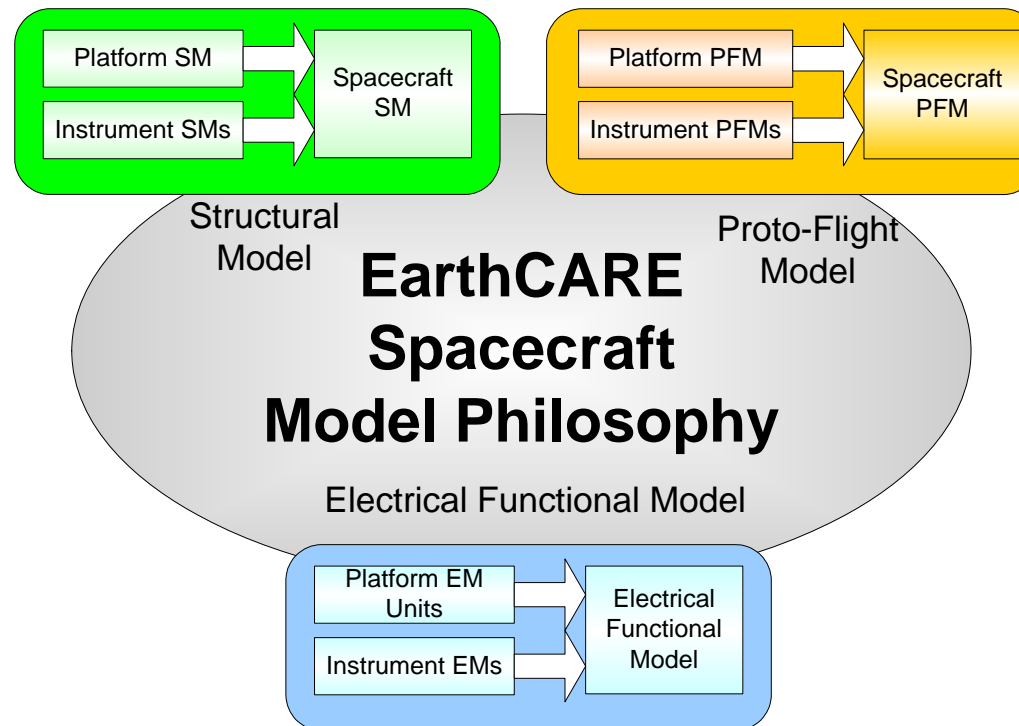 Platform SM
Instrument SMs
Spacecraft
SM
Platform PFM
Instrument PFMs
Spacecraft
PFM
Structural
Model
Proto-Flight
Model
EarthCARE
Spacecraft
Model Philosophy
Electrical Functional Model
Platform EM
Units
Instrument EMs
Electrical
Functional
Model